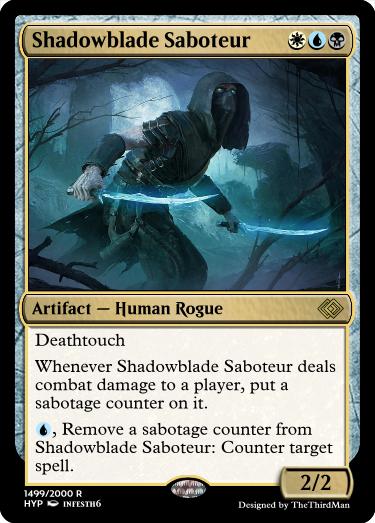 Shadowblade Saboteur
Artifact — Human Rogue
Deathtouch
Whenever Shadowblade Saboteur deals
combat damage to a player, put a
sabotage counter on it.
, Remove a sabotage counter from
Shadowblade Saboteur: Counter target
spell.
2/2
1499/2000 R
HYP INFESTH6
Designed by TheThirdMan